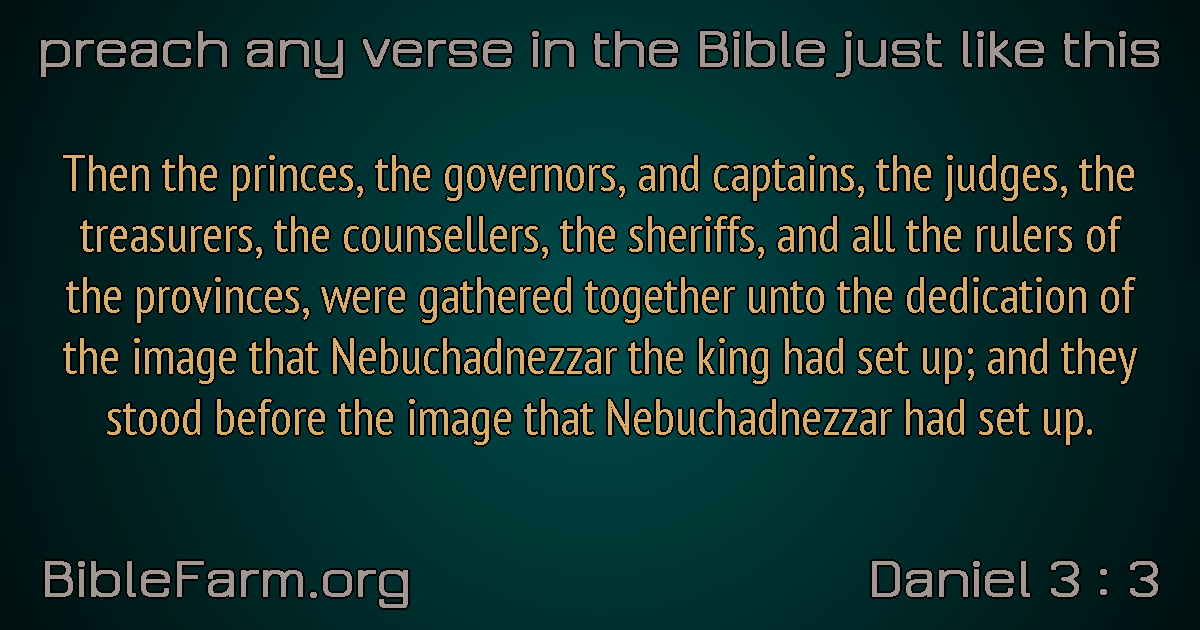 preach any verse in the Bible just like this
Then the princes, the governors, and captains, the judges, the
treasurers, the counsellers, the sheriffs, and all the rulers of
the provinces, were gathered together unto the dedication of
the image that Nebuchadnezzar the king had set up; and they
stood before the image that Nebuchadnezzar had set up.
BibleFarm.org
Daniel 3 : 3